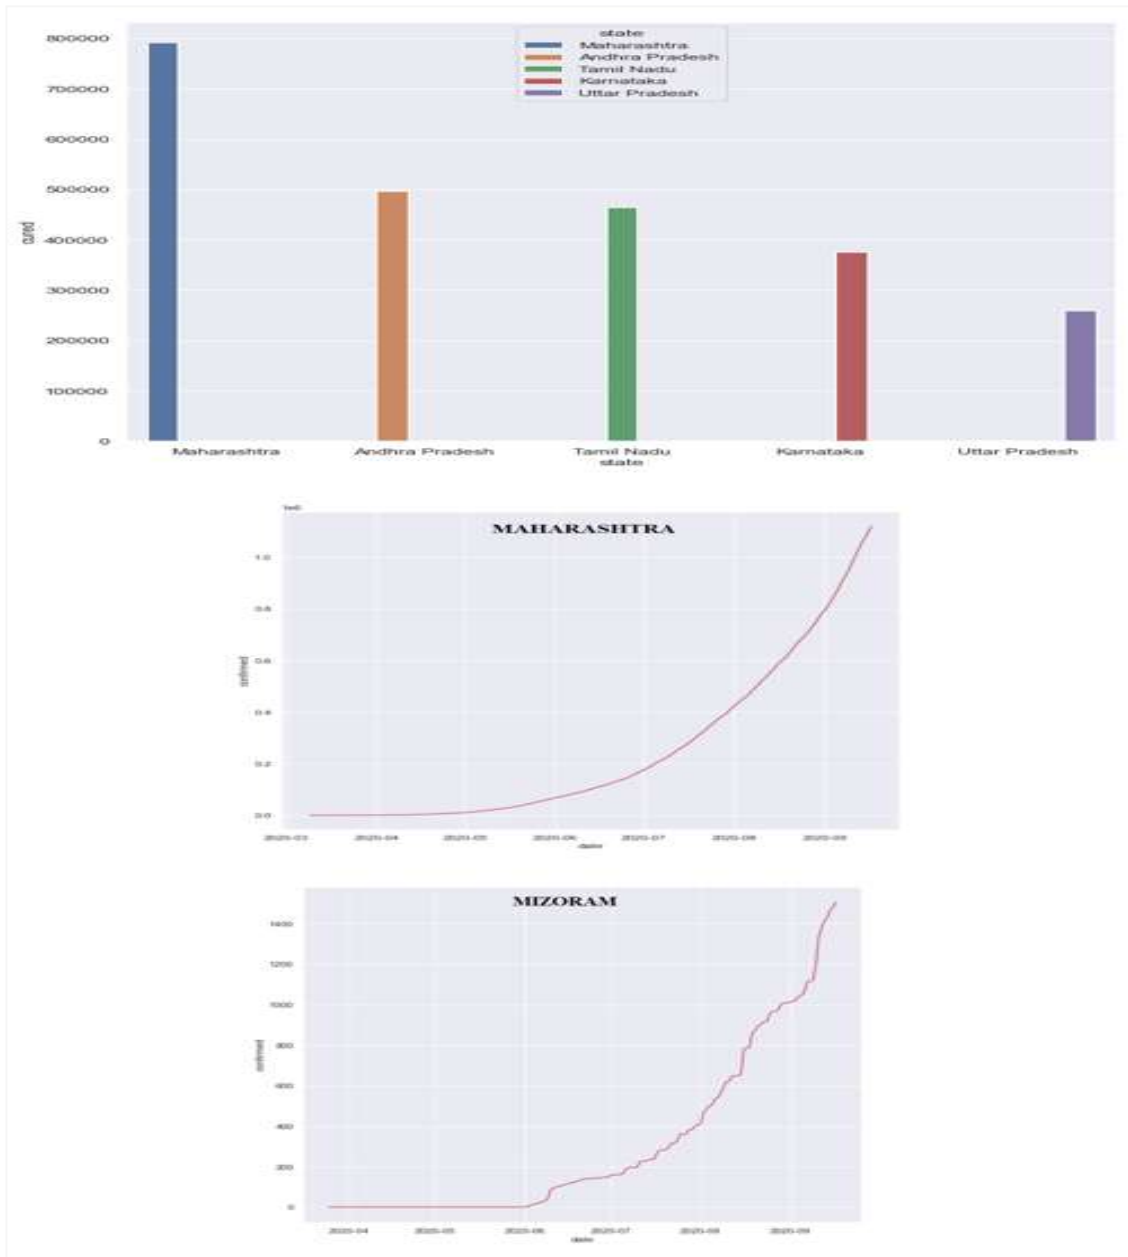 state
Maharashtra
Andhra Pradesh
Tamil Nadu
Karnataka
Uttar Pradesh
800000
700000
600000
500000
400000
300000
200000
100000
0
cured
Maharashtra Andhra Pradesh Tamil Nadu Karnataka Uttar Pradesh
state
1e6
MAHARASHTRA
1.0
0.8
0.6
0.4
0.2
0.0
confirmed
2020-03 2020-04 2020-05 2020-06 2020-07 2020-08 2020-09
date
MIZORAM
1400
1200
1000
800
600
400
200
0
confirmed
2020-04 2020-05 2020-06 2020-07 2020-08 2020-09
date